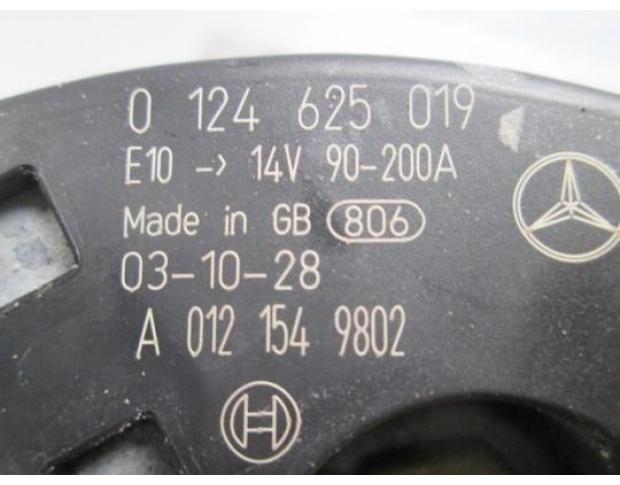 0 124 625 019
E10 -> 14V 90-200A
Made in GB 806
03-10-28
A 012 154 9802